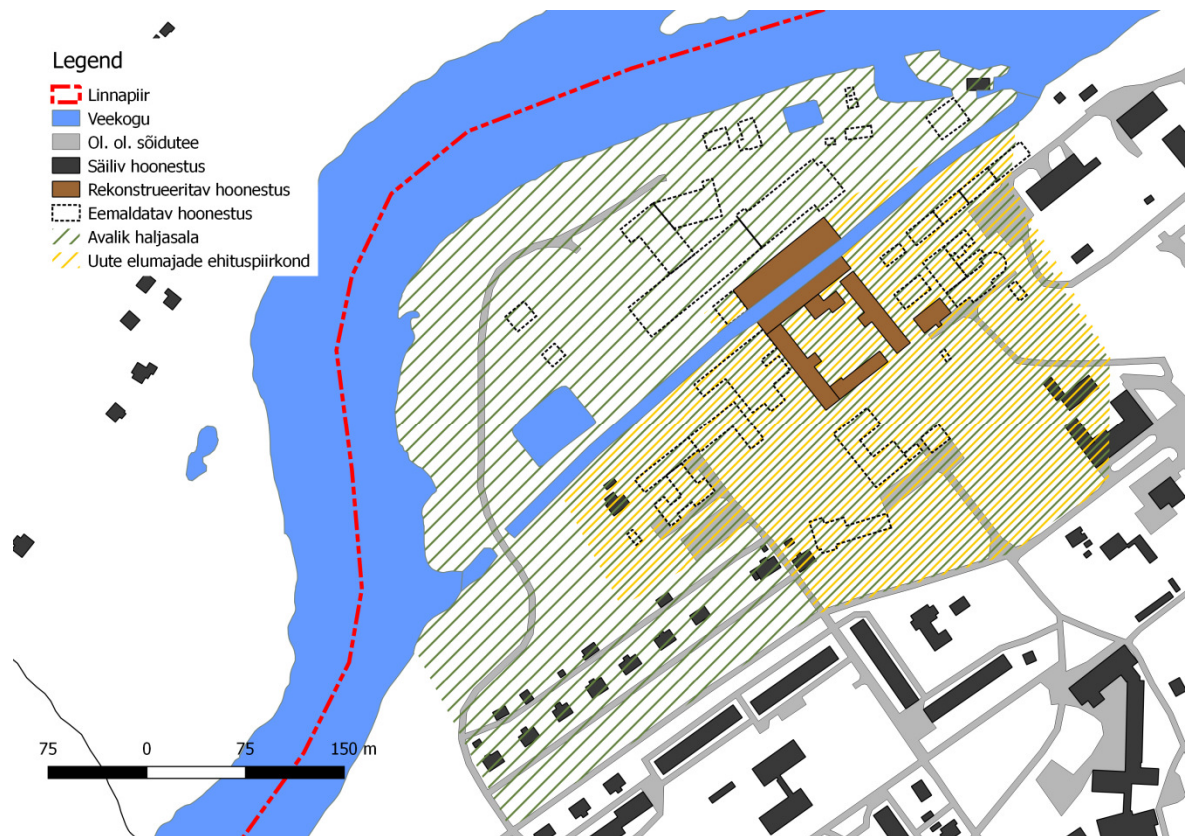 Legend
Linnapiir
Veekogu
Ol. ol. sõidutee
Säiliv hoonestus
Rekonstrueeritav hoonestus
Eemaldatav hoonestus
Avalik haljasala
Uute elumajade ehituspiirkond
75 0 75 150 m